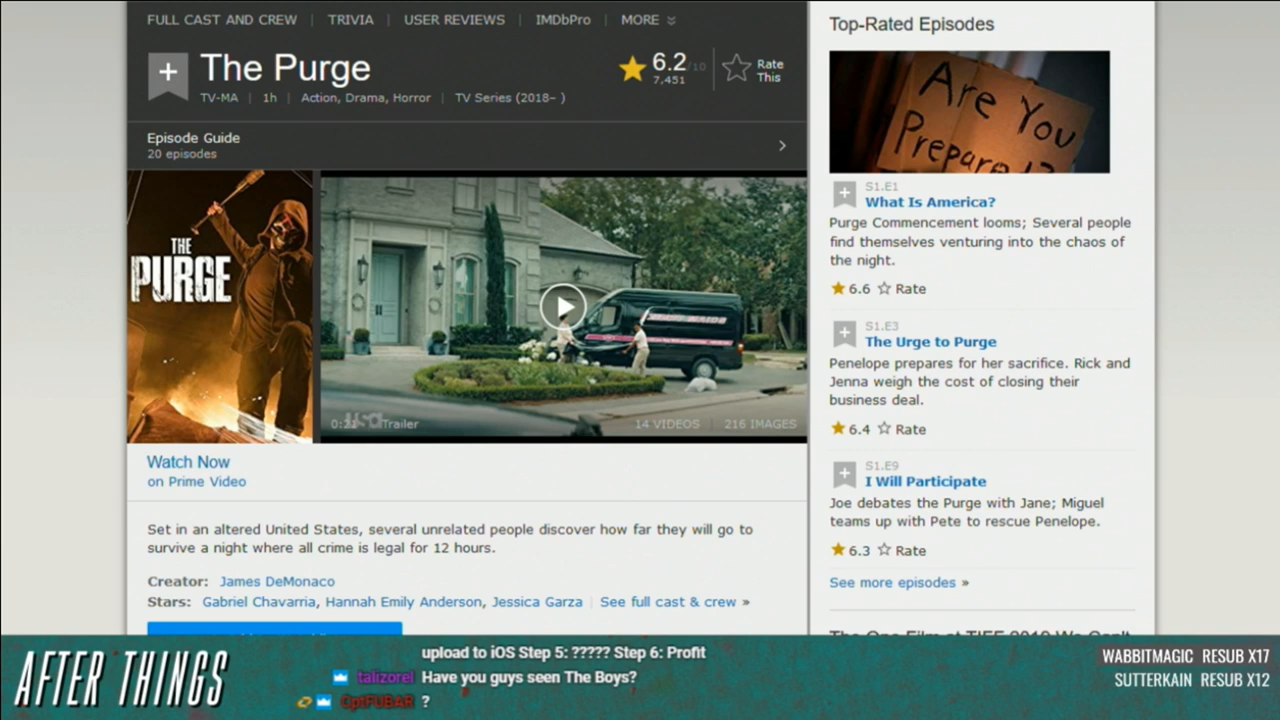 FULL CAST AND CREW | TRIVIA | USER REVIEWS | IMDbPro | MORE
The Purge
6.2/10
7,451
Rate This
TV-MA | 1h | Action, Drama, Horror | TV Series (2018– )
Episode Guide
20 episodes
THE
PURGE
Trailer
14 VIDEOS | 216 IMAGES
Watch Now
on Prime Video
Set in an altered United States, several unrelated people discover how far they will go to
survive a night where all crime is legal for 12 hours.
Creator: James DeMonaco
Stars: Gabriel Chavarria, Hannah Emily Anderson, Jessica Garza | See full cast & crew »
Top-Rated Episodes
Are You
Prepared?
S1.E1
What Is America?
Purge Commencement looms; Several people
find themselves venturing into the chaos of
the night.
6.6 Rate
S1.E3
The Urge to Purge
Penelope prepares for her sacrifice. Rick and
Jenna weigh the cost of closing their
business deal.
6.4 Rate
S1.E9
I Will Participate
Joe debates the Purge with Jane; Miguel
teams up with Pete to rescue Penelope.
6.3 Rate
See more episodes »
AFTER THINGS
upload to iOS Step 5: ????? Step 6: Profit
talizorel Have you guys seen The Boys?
CptFUBAR ?
WABBITMAGIC RESUB X17
SUTTERKAIN RESUB X12